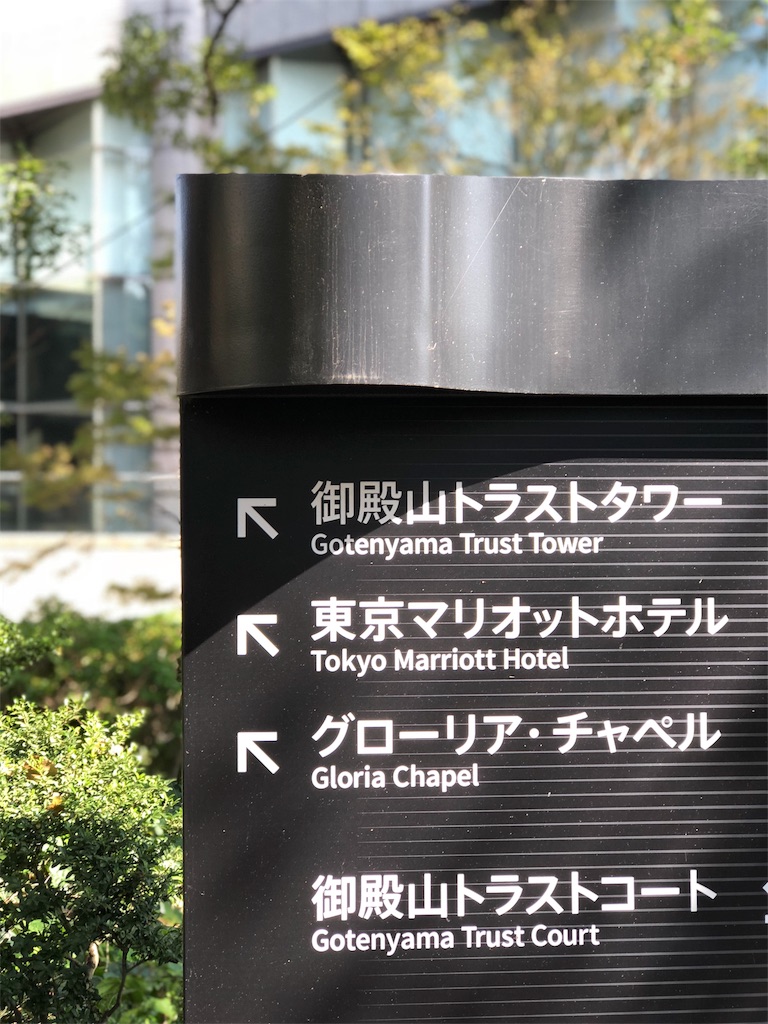 御殿山トラストタワー
Gotenyama Trust Tower
東京マリオットホテル
Tokyo Marriott Hotel
グローリア・チャペル
Gloria Chapel
御殿山トラストコート
Gotenyama Trust Court